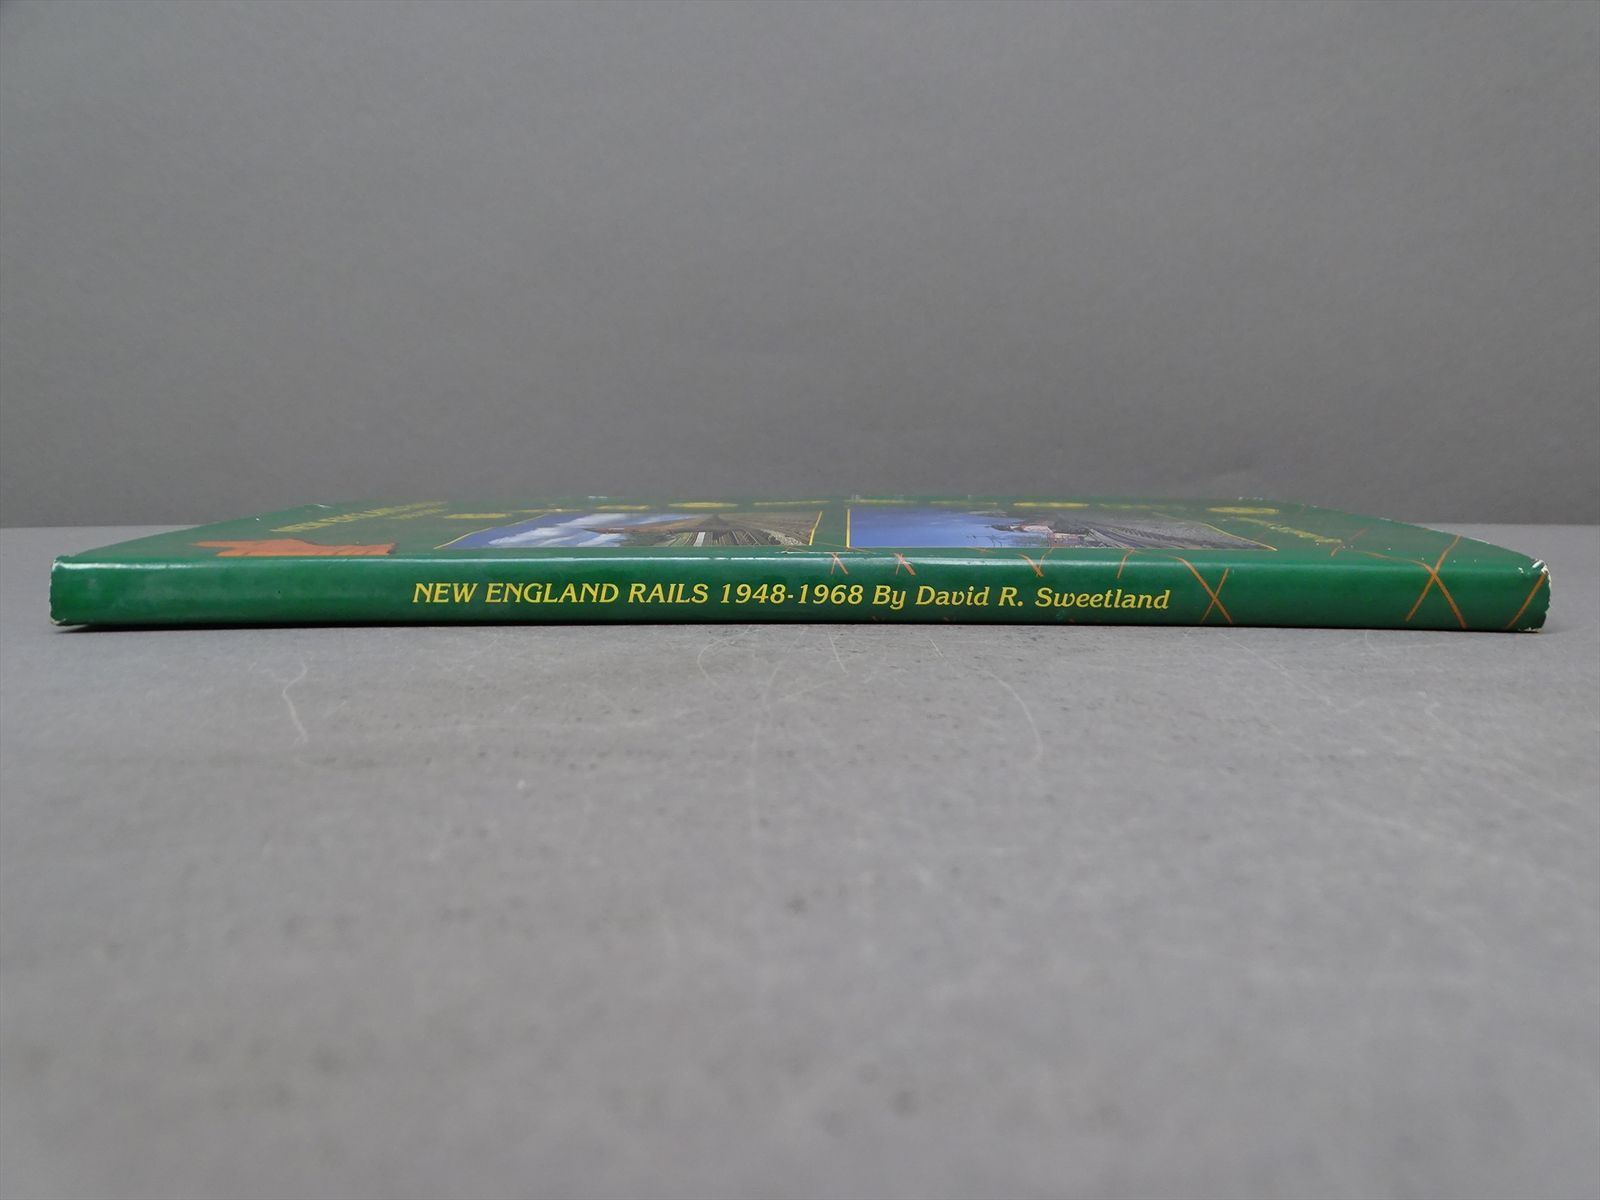 NEW ENGLAND RAILS 1948-1968 By David R. Sweetland